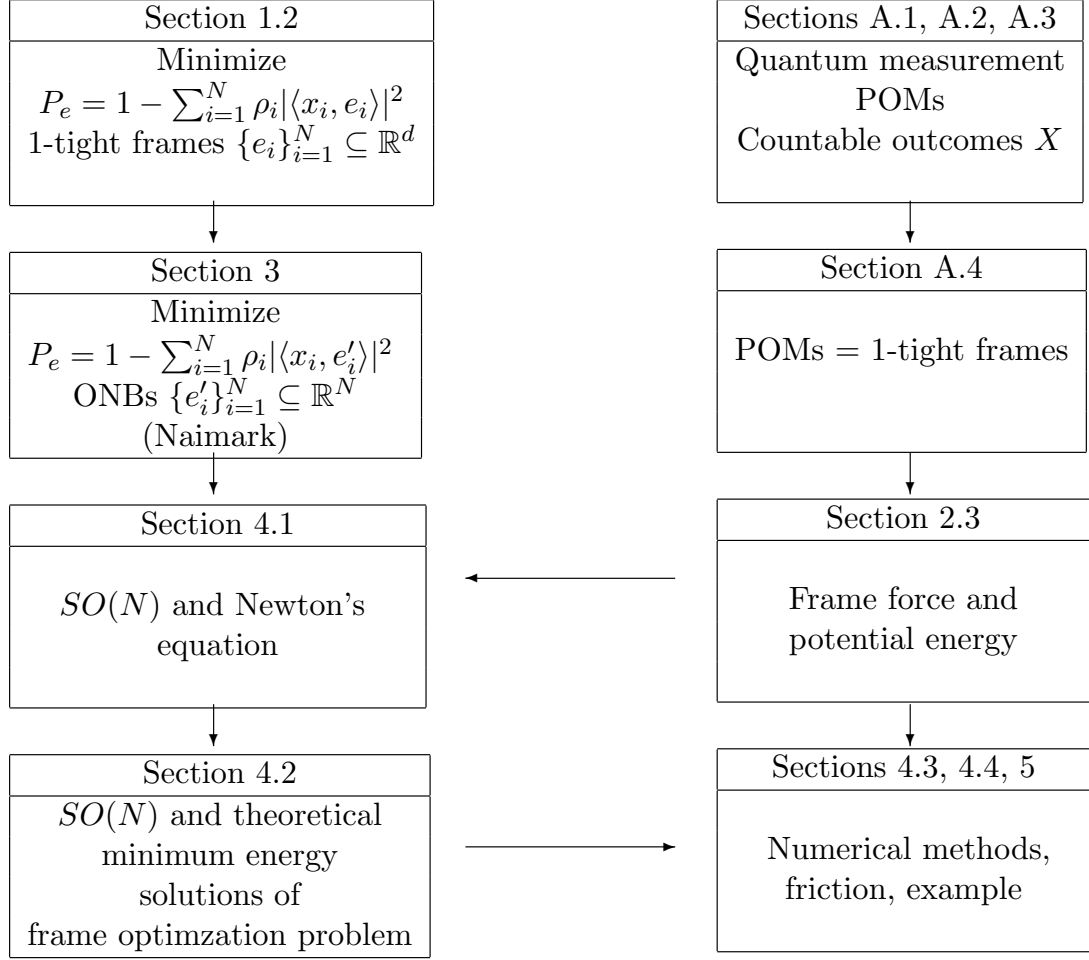 Section 1.2
Minimize
P_e = 1 − ∑_{i=1}^{N} ρ_i|⟨x_i, e_i⟩|²
1-tight frames {e_i}_{i=1}^{N} ⊆ ℝ^d
Section 3
Minimize
P_e = 1 − ∑_{i=1}^{N} ρ_i|⟨x_i, e′_i⟩|²
ONBs {e′_i}_{i=1}^{N} ⊆ ℝ^N
(Naimark)
Section 4.1
SO(N) and Newton's
equation
Section 4.2
SO(N) and theoretical
minimum energy
solutions of
frame optimzation problem
Sections A.1, A.2, A.3
Quantum measurement
POMs
Countable outcomes X
Section A.4
POMs = 1-tight frames
Section 2.3
Frame force and
potential energy
Sections 4.3, 4.4, 5
Numerical methods,
friction, example